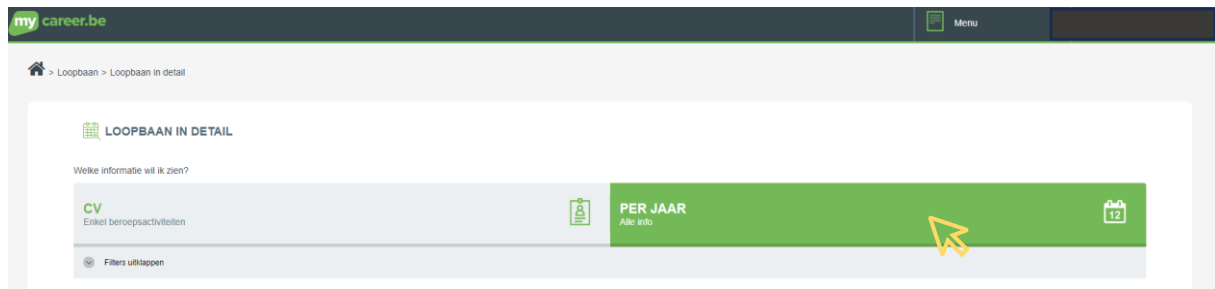 my career.be
Menu
> Loopbaan > Loopbaan in detail
LOOPBAAN IN DETAIL
Welke informatie wil ik zien?
CV
Enkel beroepsactiviteiten
PER JAAR
Alle info
12
Filters uitklappen